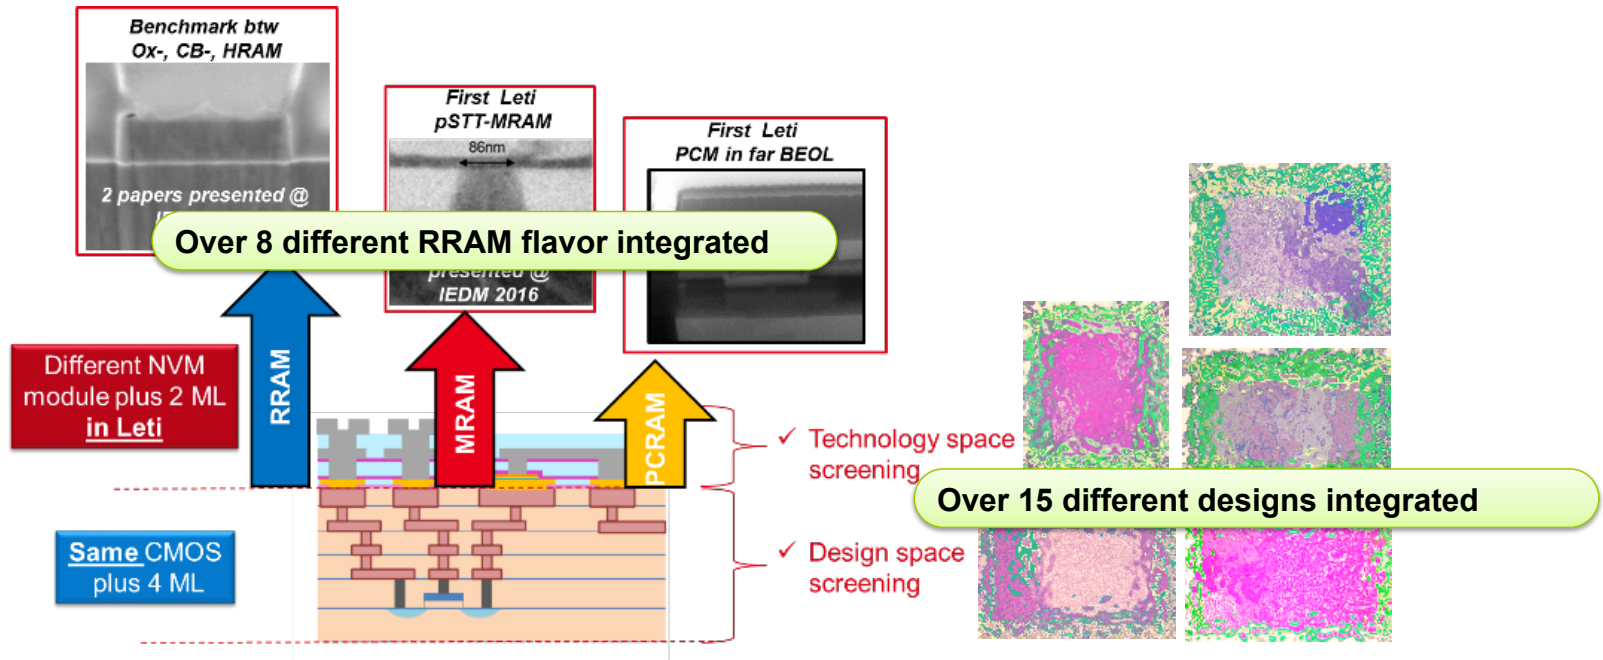 Benchmark btw
Ox-, CB-, HRAM
2 papers presented @
First Leti
pSTT-MRAM
86nm
presented @
IEDM 2016
First Leti
PCM in far BEOL
Over 8 different RRAM flavor integrated
Different NVM
module plus 2 ML
in Leti
RRAM
MRAM
PCRAM
✓ Technology space
screening
Over 15 different designs integrated
Same CMOS
plus 4 ML
✓ Design space
screening